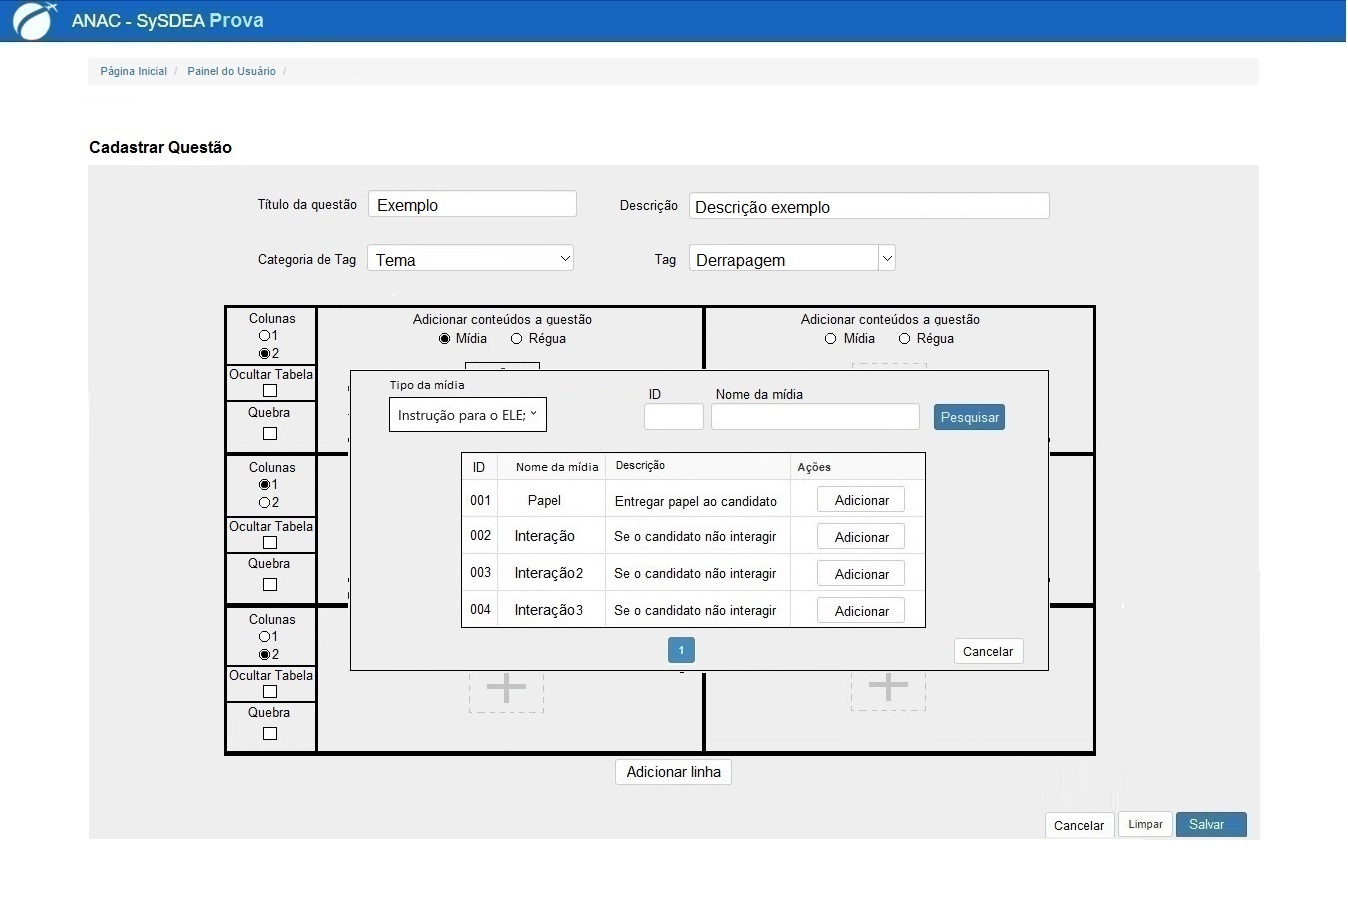 ANAC - SySDEA Prova
Página Inicial / Painel do Usuário /
Cadastrar Questão
Título da questão Exemplo Descrição Descrição exemplo
Categoria de Tag Tema Tag Derrapagem
Colunas
1
2
Ocultar Tabela
Quebra
Adicionar conteúdos a questão
Mídia Régua
Adicionar conteúdos a questão
Mídia Régua
Tipo da mídia
Instrução para o ELE;
ID
Nome da mídia
Pesquisar
ID Nome da mídia Descrição Ações
001 Papel Entregar papel ao candidato Adicionar
002 Interação Se o candidato não interagir Adicionar
003 Interação2 Se o candidato não interagir Adicionar
004 Interação3 Se o candidato não interagir Adicionar
1
Cancelar
Colunas
1
2
Ocultar Tabela
Quebra
Colunas
1
2
Ocultar Tabela
Quebra
Adicionar linha
Cancelar Limpar Salvar